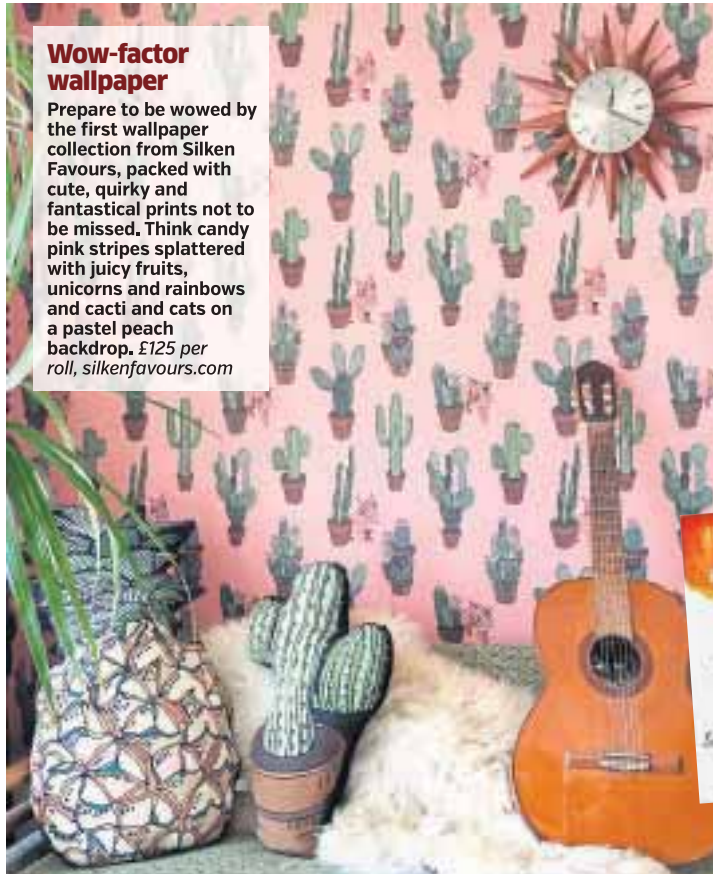 Wow-factor
wallpaper
Prepare to be wowed by
the first wallpaper
collection from Silken
Favours, packed with
cute, quirky and
fantastical prints not to
be missed. Think candy
pink stripes splattered
with juicy fruits,
unicorns and rainbows
and cacti and cats on
a pastel peach
backdrop. £125 per
roll, silkenfavours.com